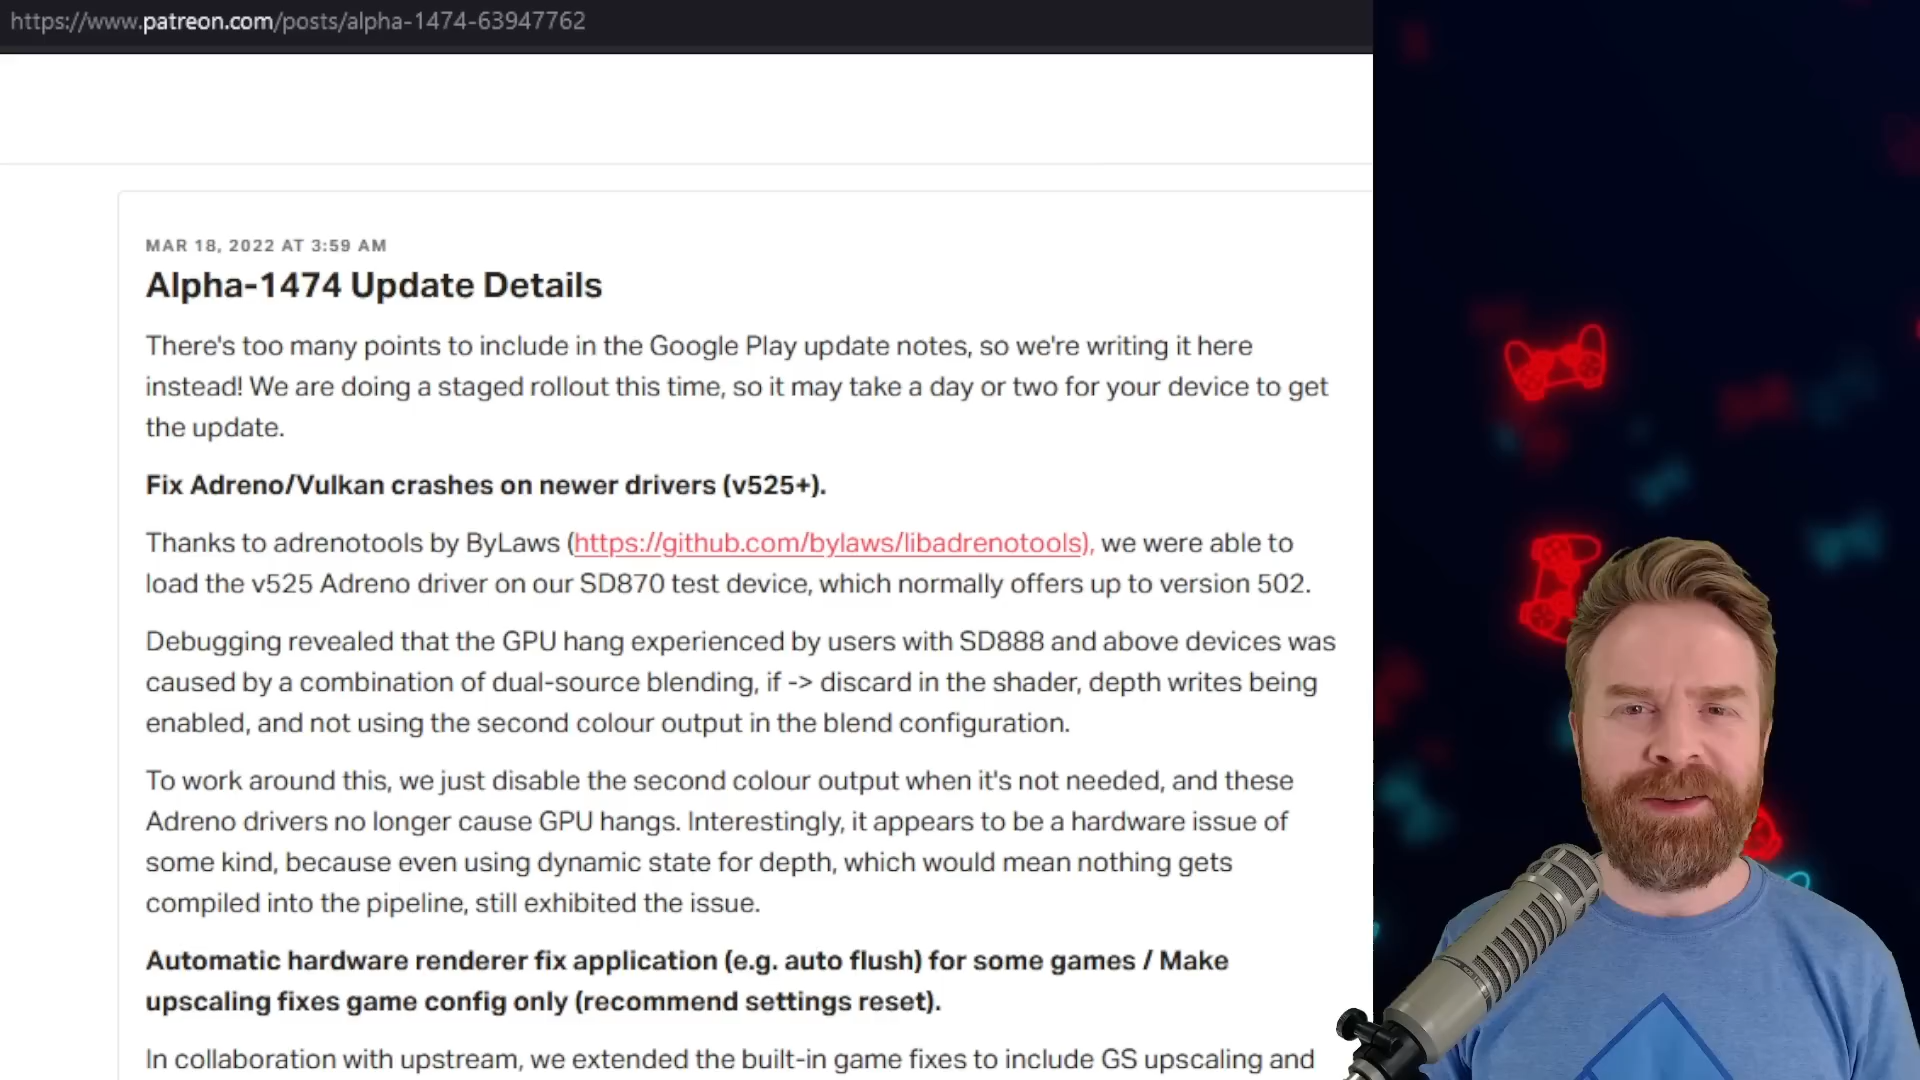 https://www.patreon.com/posts/alpha-1474-63947762
MAR 18, 2022 AT 3:59 AM
Alpha-1474 Update Details
There's too many points to include in the Google Play update notes, so we're writing it here
instead! We are doing a staged rollout this time, so it may take a day or two for your device to get
the update.
Fix Adreno/Vulkan crashes on newer drivers (v525+).
Thanks to adrenotools by ByLaws (https://github.com/bylaws/libadrenotools), we were able to
load the v525 Adreno driver on our SD870 test device, which normally offers up to version 502.
Debugging revealed that the GPU hang experienced by users with SD888 and above devices was
caused by a combination of dual-source blending, if -> discard in the shader, depth writes being
enabled, and not using the second colour output in the blend configuration.
To work around this, we just disable the second colour output when it's not needed, and these
Adreno drivers no longer cause GPU hangs. Interestingly, it appears to be a hardware issue of
some kind, because even using dynamic state for depth, which would mean nothing gets
compiled into the pipeline, still exhibited the issue.
Automatic hardware renderer fix application (e.g. auto flush) for some games / Make
upscaling fixes game config only (recommend settings reset).
In collaboration with upstream, we extended the built-in game fixes to include GS upscaling and